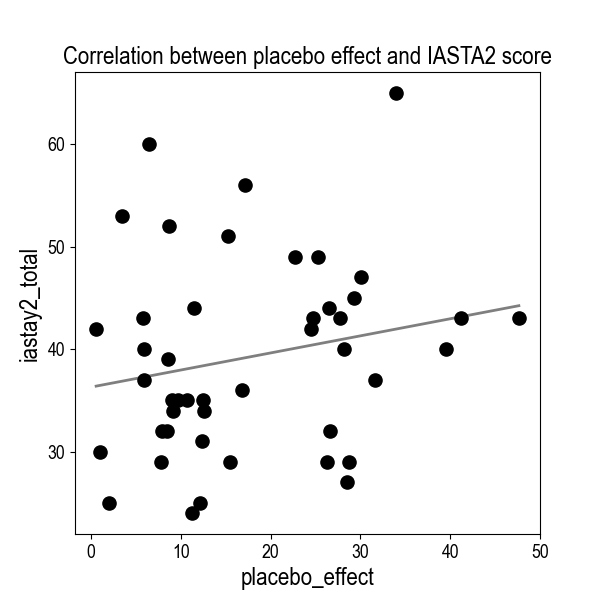 Correlation between placebo effect and IASTA2 score
iastay2_total
60
50
40
30
0 10 20 30 40 50
placebo_effect